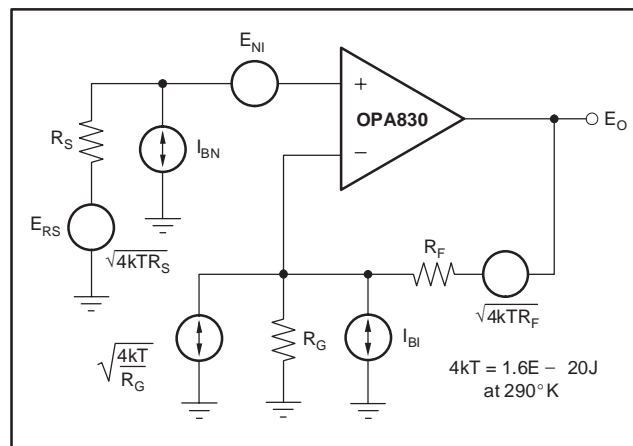 E_NI
+
OPA830
E_O
R_S
I_BN
−
E_RS
√4kTR_S
R_F
√4kTR_F
√4kT/R_G
R_G
I_BI
4kT = 1.6E − 20J
at 290°K